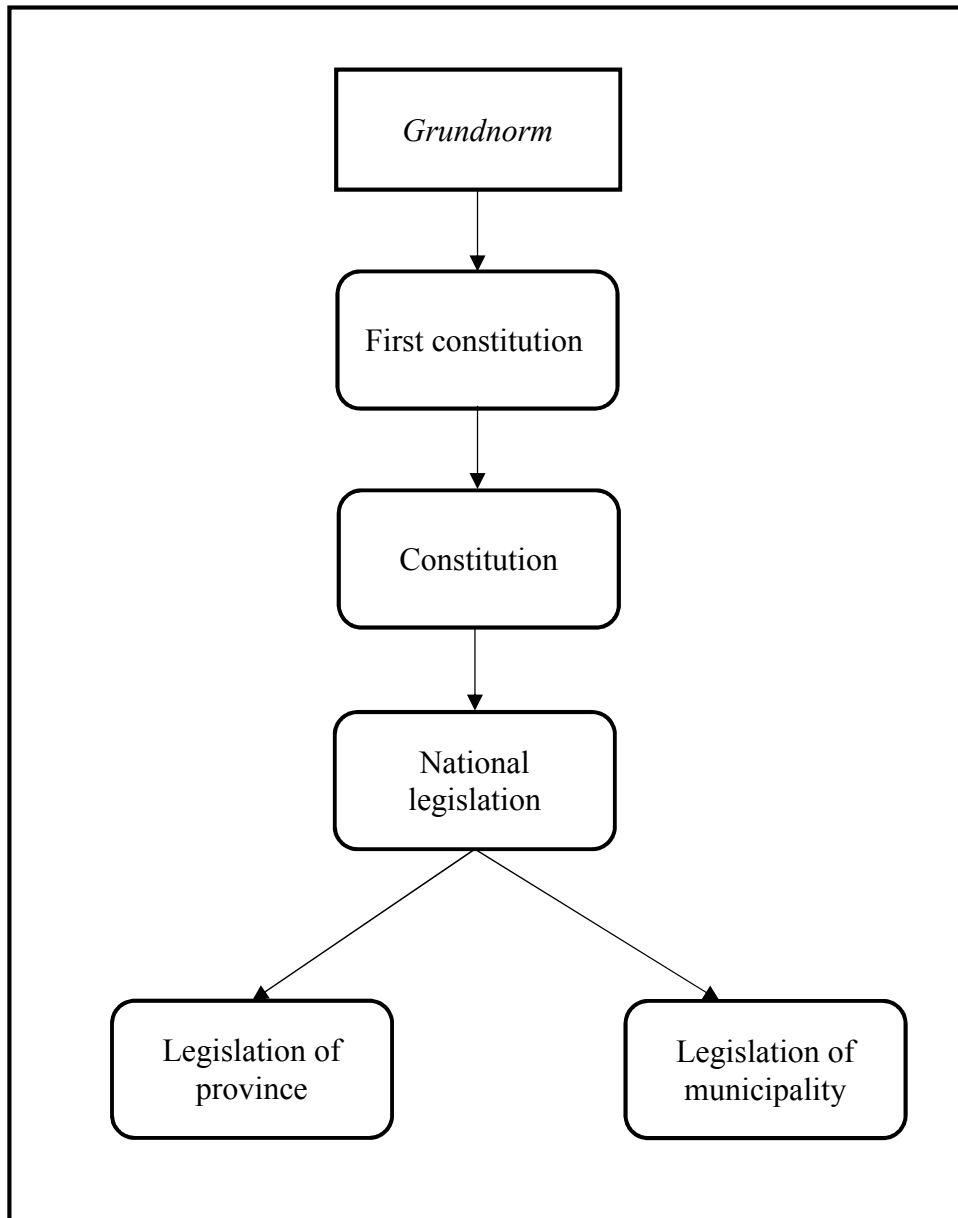 Grundnorm
First constitution
Constitution
National
legislation
Legislation of
province
Legislation of
municipality